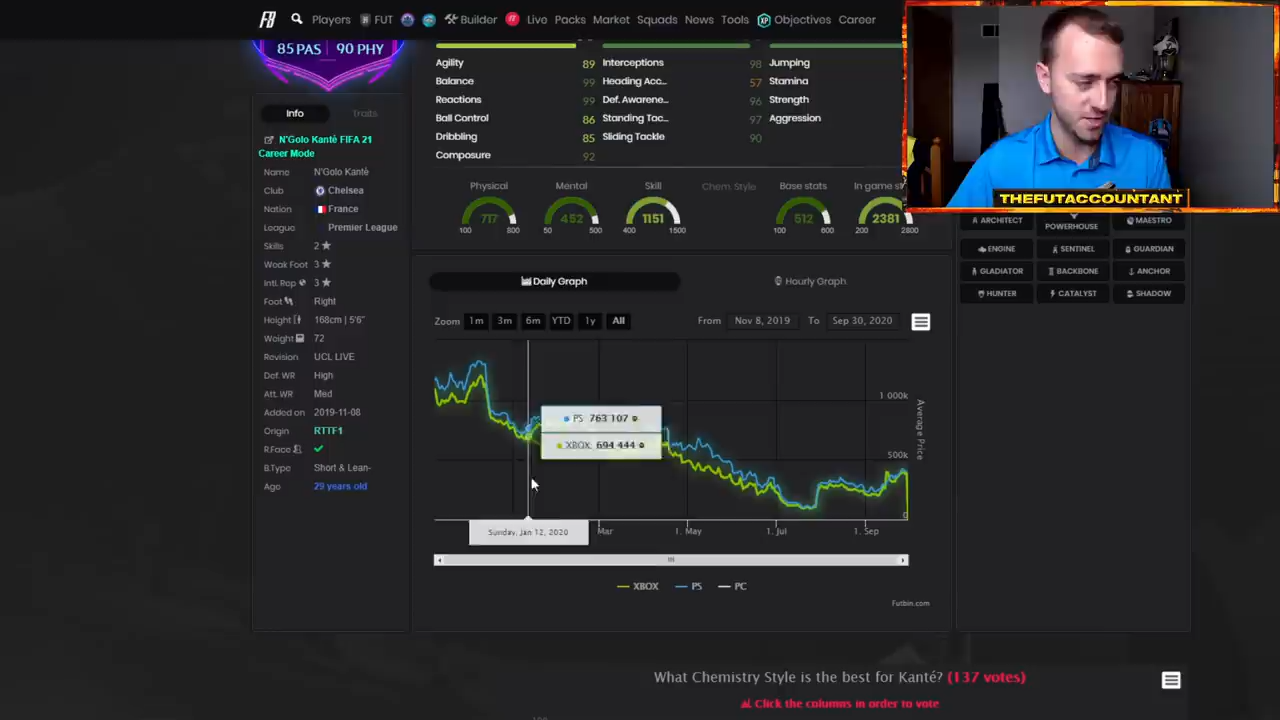 FB Players FUT Builder Live Packs Market Squads News Tools XP Objectives Career
85 PAS 90 PHY
Agility 89 Interceptions 98 Jumping
Balance 99 Heading Acc... 57 Stamina
Reactions 99 Def. Awarene... 96 Strength
Ball Control 86 Standing Tac... 97 Aggression
Dribbling 85 Sliding Tackle 90
Composure 92
Info Traits
N'Golo Kanté FIFA 21
Career Mode
Name N'Golo Kanté
Club Chelsea
Nation France
League Premier League
Skills 2
Weak Foot 3
Intl.Rep 3
Foot Right
Height 168cm | 5'6"
Weight 72
Revision UCL LIVE
Def. WR High
Att. WR Med
Added on 2019-11-08
Origin RTTF1
R.Face
B.Type Short & Lean-
Age 29 years old
Physical Mental Skill Chem. Style Base stats In game s
717 452 1151 512 2381
100 800 50 500 400 1500 100 600 600 2800
THEFUTACCOUNTANT
ARCHITECT POWERHOUSE MAESTRO
ENGINE SENTINEL GUARDIAN
GLADIATOR BACKBONE ANCHOR
HUNTER CATALYST SHADOW
Daily Graph Hourly Graph
Zoom 1m 3m 6m YTD 1y All From Nov 8, 2019 To Sep 30, 2020
1 000k
500k
0
Average Price
PS 763 107
XBOX 694 444
Sunday, Jan 12, 2020 Mar 1. May 1. Jul 1. Sep
XBOX PS PC
Futbin.com
What Chemistry Style is the best for Kanté? (137 votes)
Click the columns in order to vote